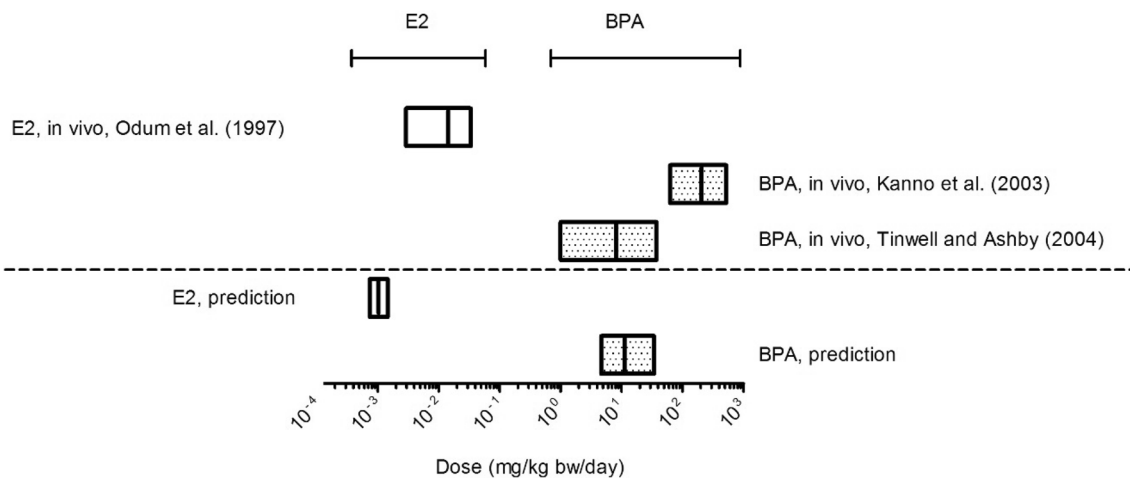 E2
BPA
E2, in vivo, Odum et al. (1997)
BPA, in vivo, Kanno et al. (2003)
BPA, in vivo, Tinwell and Ashby (2004)
E2, prediction
BPA, prediction
10⁻⁴ 10⁻³ 10⁻² 10⁻¹ 10⁰ 10¹ 10² 10³
Dose (mg/kg bw/day)